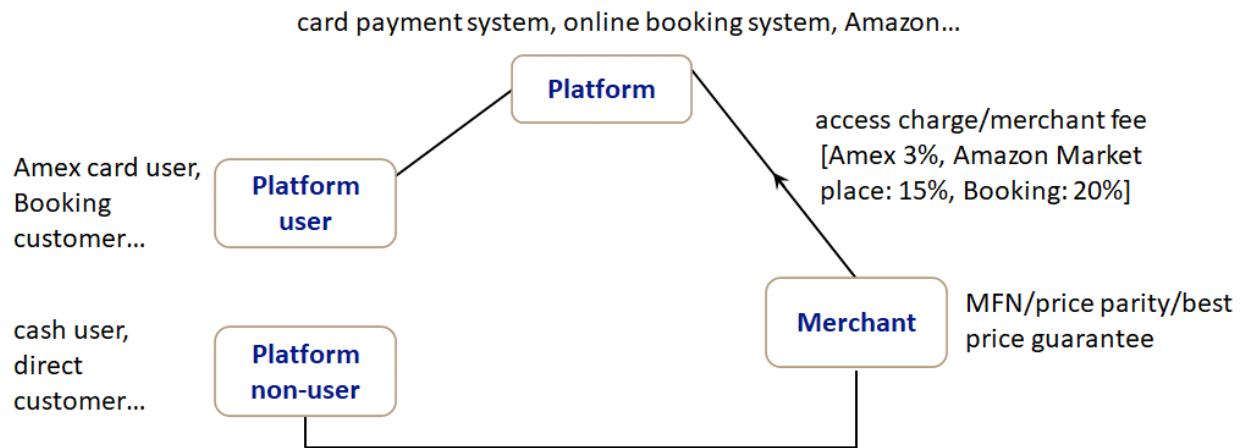 card payment system, online booking system, Amazon…
Platform
access charge/merchant fee
[Amex 3%, Amazon Market
place: 15%, Booking: 20%]
Amex card user,
Booking
customer…
Platform
user
Merchant
MFN/price parity/best
price guarantee
cash user,
direct
customer…
Platform
non-user